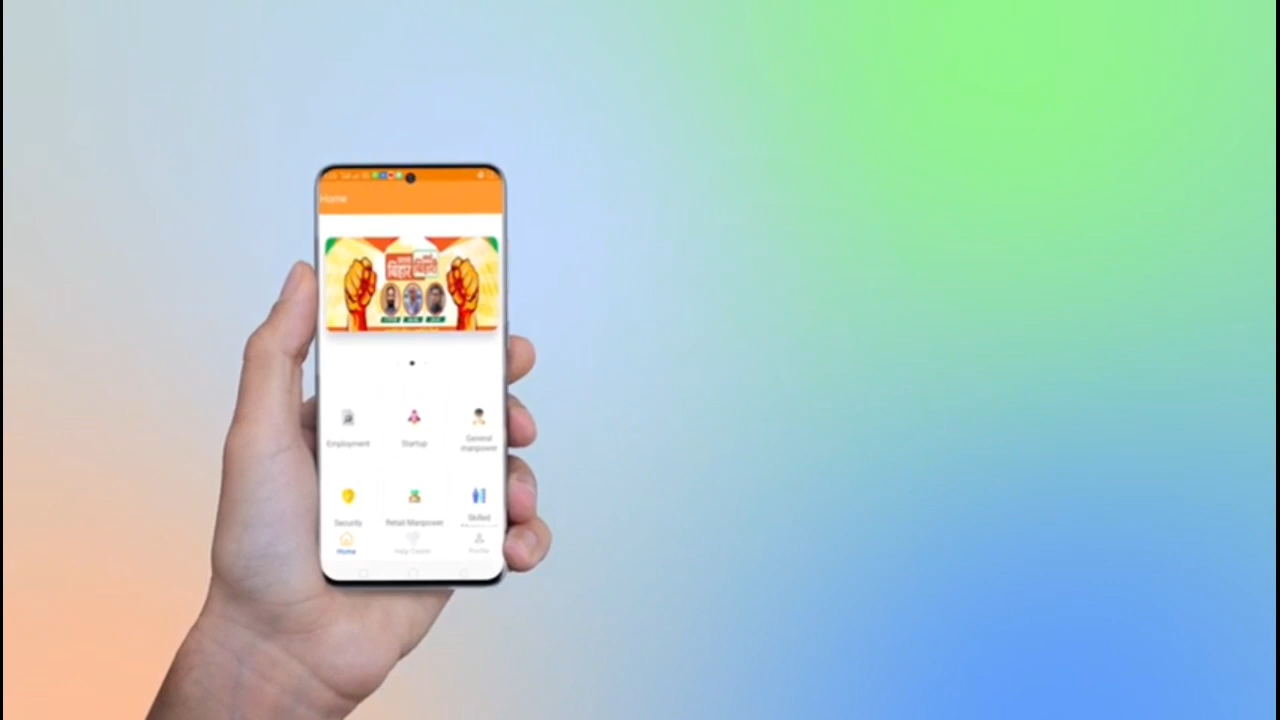 Home
बिहार
बिहारी
Employment
Startup
General
manpower
Security
Retail Manpower
Skilled
Home
Help Center
Profile